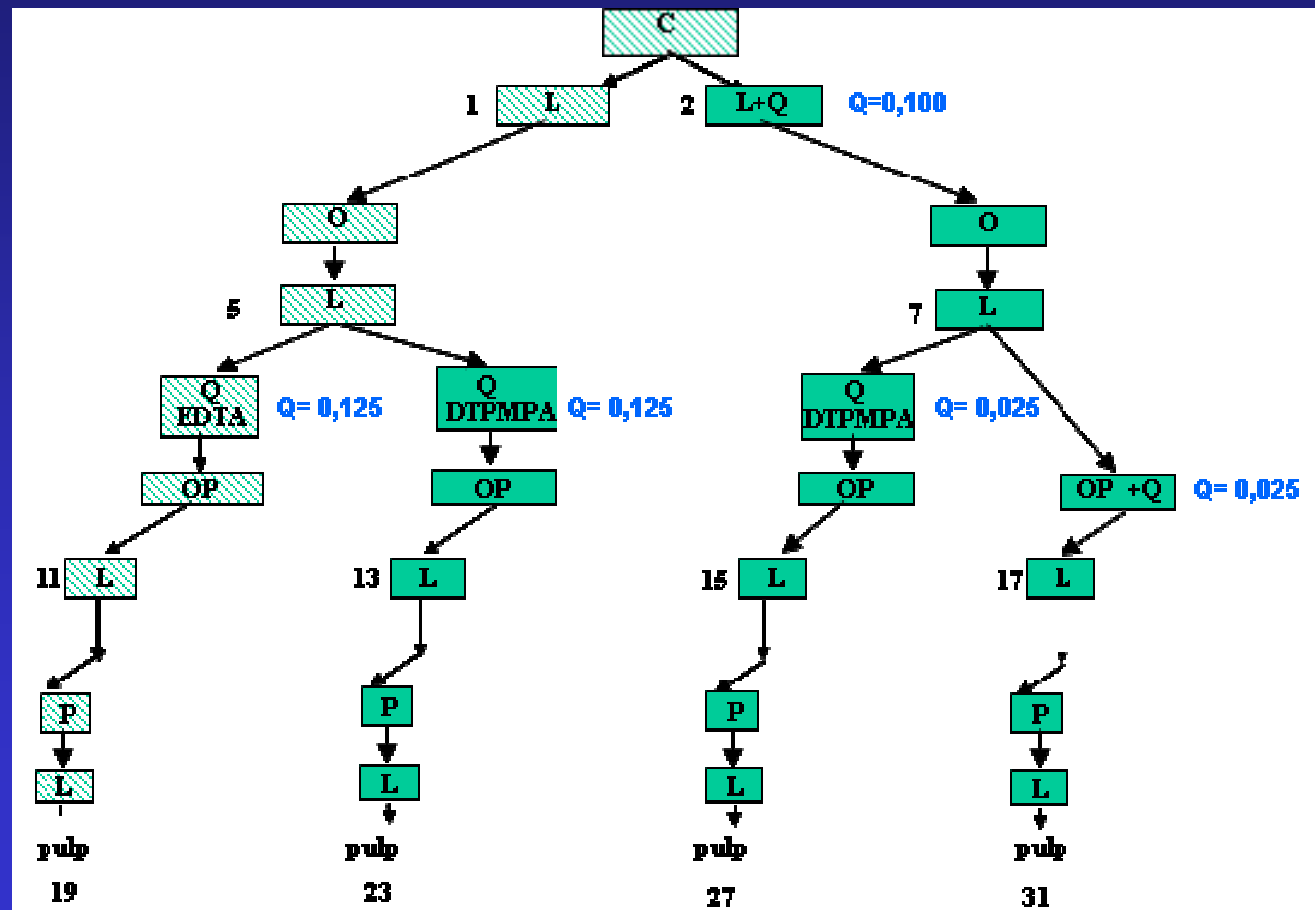 C
1 L
2 L+Q Q=0,100
O
O
5 L
7 L
Q
EDTA
Q= 0,125
Q
DTPMPA
Q= 0,125
Q
DTPMPA
Q= 0,025
OP
OP
OP
OP +Q Q= 0,025
11 L
13 L
15 L
17 L
P
P
P
P
L
L
L
L
pulp
pulp
pulp
pulp
19
23
27
31